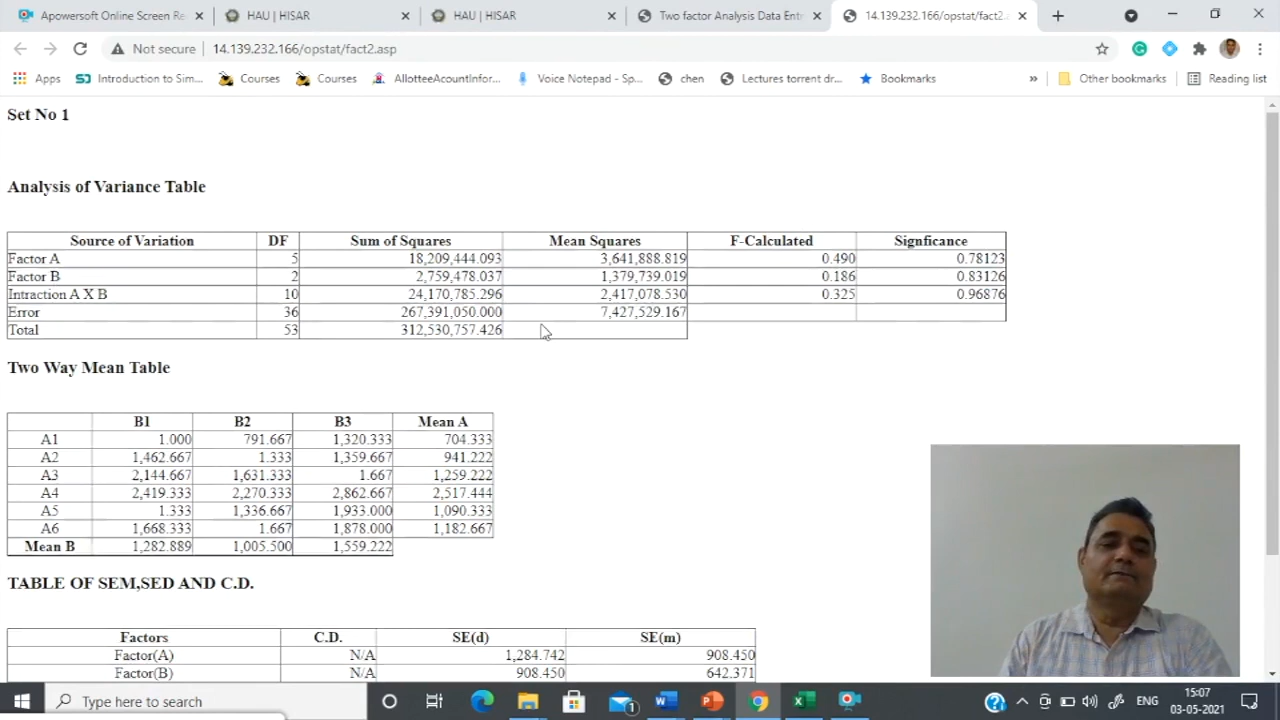 Apowersoft Online Screen Re
HAU | HISAR
HAU | HISAR
Two factor Analysis Data Entr
14.139.232.166/opstat/fact2.a
Not secure 14.139.232.166/opstat/fact2.asp
Apps Introduction to Sim... Courses Courses AllotteeAcountInfor... Voice Notepad - Sp... chen Lectures torrent dr... Bookmarks » Other bookmarks Reading list
Set No 1
Analysis of Variance Table
Source of Variation DF Sum of Squares Mean Squares F-Calculated Signficance
Factor A 5 18,209,444.093 3,641,888.819 0.490 0.78123
Factor B 2 2,759,478.037 1,379,739.019 0.186 0.83126
Intraction A X B 10 24,170,785.296 2,417,078.530 0.325 0.96876
Error 36 267,391,050.000 7,427,529.167
Total 53 312,530,757.426
Two Way Mean Table
B1 B2 B3 Mean A
A1 1.000 791.667 1,320.333 704.333
A2 1,462.667 1.333 1,359.667 941.222
A3 2,144.667 1,631.333 1.667 1,259.222
A4 2,419.333 2,270.333 2,862.667 2,517.444
A5 1.333 1,336.667 1,933.000 1,090.333
A6 1,668.333 1.667 1,878.000 1,182.667
Mean B 1,282.889 1,005.500 1,559.222
TABLE OF SEM,SED AND C.D.
Factors C.D. SE(d) SE(m)
Factor(A) N/A 1,284.742 908.450
Factor(B) N/A 908.450 642.371
Type here to search
1
ENG
15:07
03-05-2021